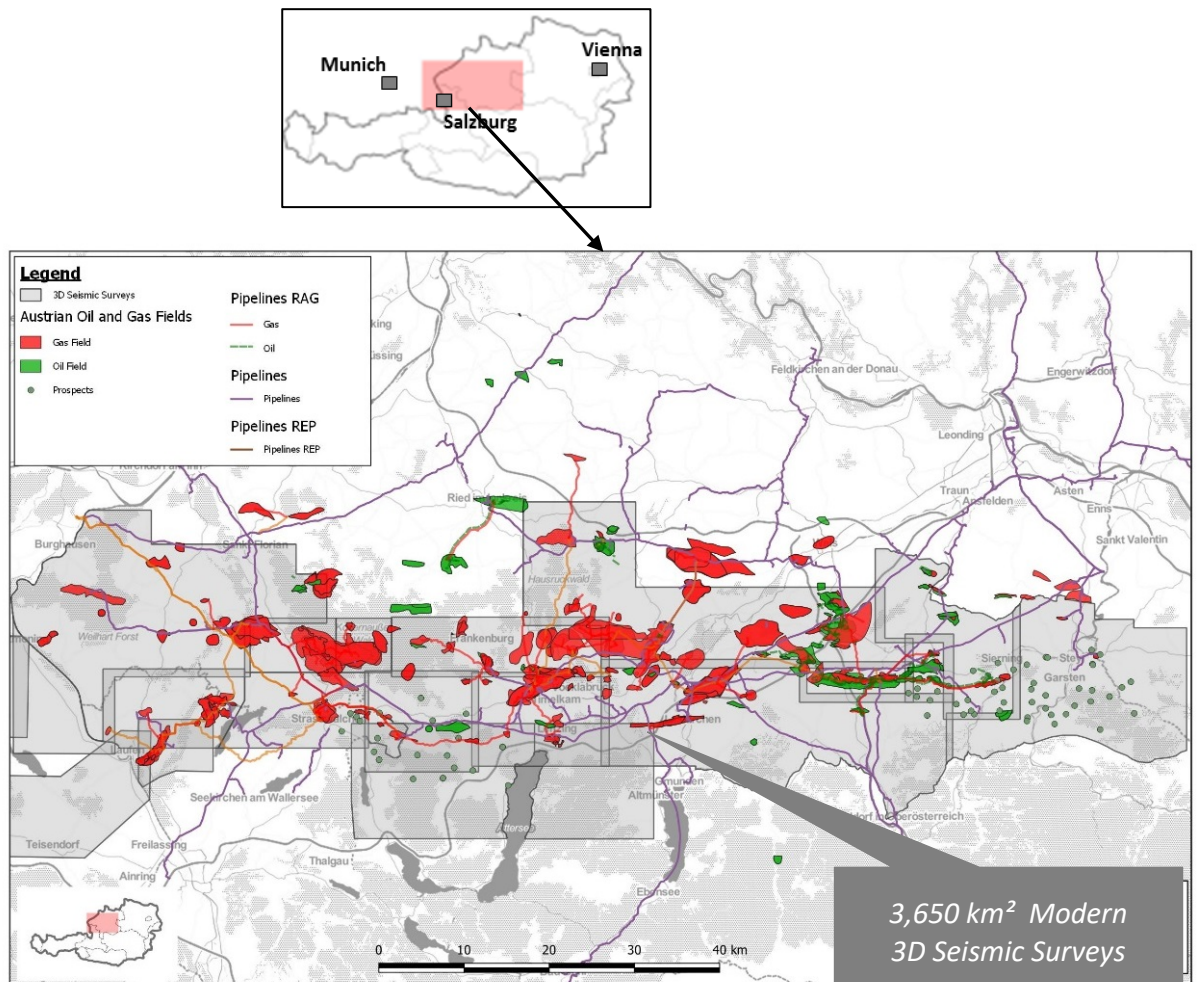 Munich
Vienna
Salzburg
Legend
3D Seismic Surveys
Austrian Oil and Gas Fields
Gas Field
Oil Field
Prospects
Pipelines RAG
Gas
Oil
Pipelines
Pipelines
Pipelines REP
Pipelines REP
Feldkirchen an der Donau
Engerwitzdorf
Leonding
Traun
Ansfelden
Asten
Enns
Sankt Valentin
Ried
Burghausen
Sankt Florian
Hausruckwald
Weilhart Forst
Frankenburg
Sierning
Garsten
Laufen
Seekirchen am Wallersee
Gmunden
Altmünster
Teisendorf
Freilassing
Thalgau
Ainring
Ebensee
0 10 20 30 40 km
3,650 km² Modern
3D Seismic Surveys